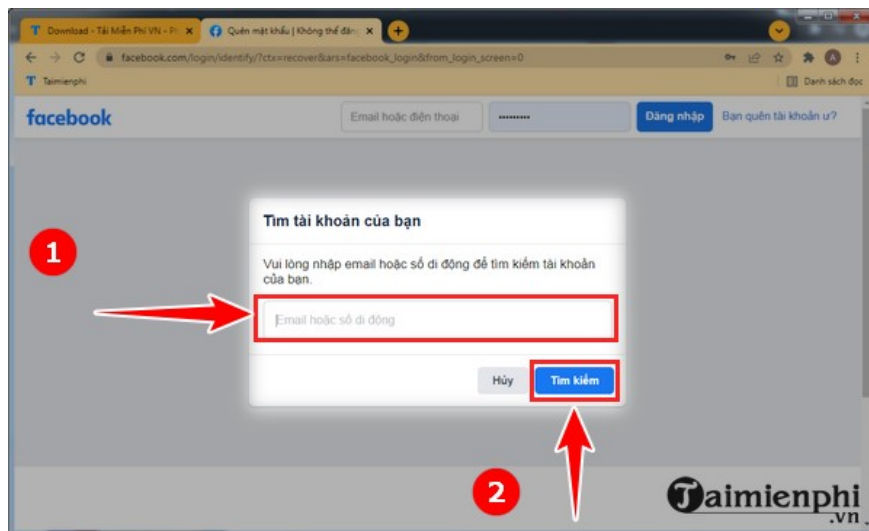 Download - Tải Miễn Phí VN - Ph
Quên mật khẩu | Không thể đăn
facebook.com/login/identify/?ctx=recover&ars=facebook_login&from_login_screen=0
A
Taimienphi
Danh sách đọc
facebook
Email hoặc điện thoại
Đăng nhập
Bạn quên tài khoản ư?
Tìm tài khoản của bạn
1
Vui lòng nhập email hoặc số di động để tìm kiếm tài khoản
của bạn.
Email hoặc số di động
Hủy
Tìm kiếm
2
Taimienphi
.vn